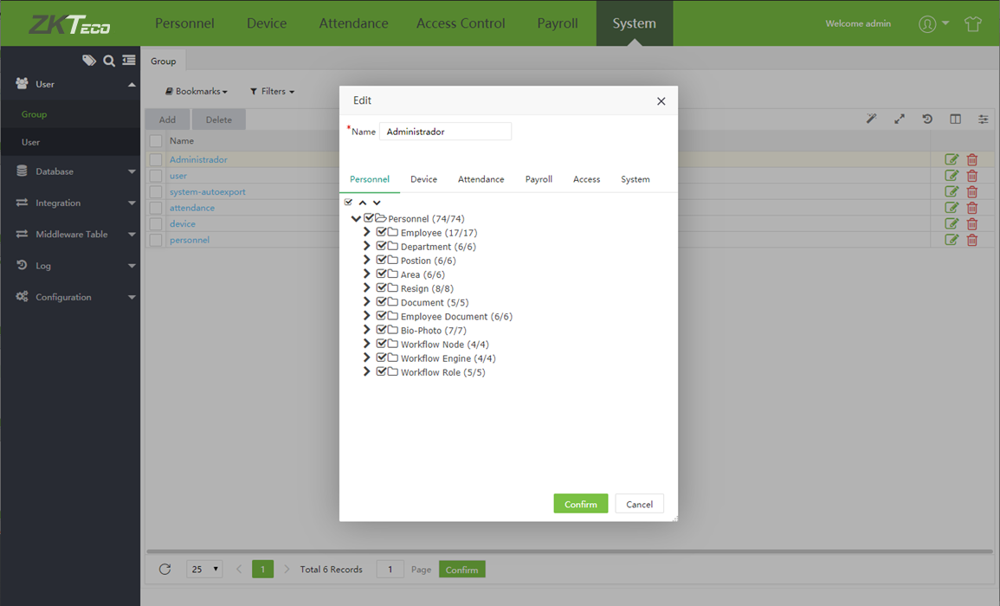 ZKTeco Personnel Device Attendance Access Control Payroll System Welcome admin
User
Group
User
Database
Integration
Middleware Table
Log
Configuration
Group
Bookmarks Filters
Add Delete
Name
Administrador
user
system-autoexport
attendance
device
personnel
Edit
* Name Administrador
Personnel Device Attendance Payroll Access System
Personnel (74/74)
Employee (17/17)
Department (6/6)
Postion (6/6)
Area (6/6)
Resign (8/8)
Document (5/5)
Employee Document (6/6)
Bio-Photo (7/7)
Workflow Node (4/4)
Workflow Engine (4/4)
Workflow Role (5/5)
Confirm Cancel
25 1 Total 6 Records 1 Page Confirm